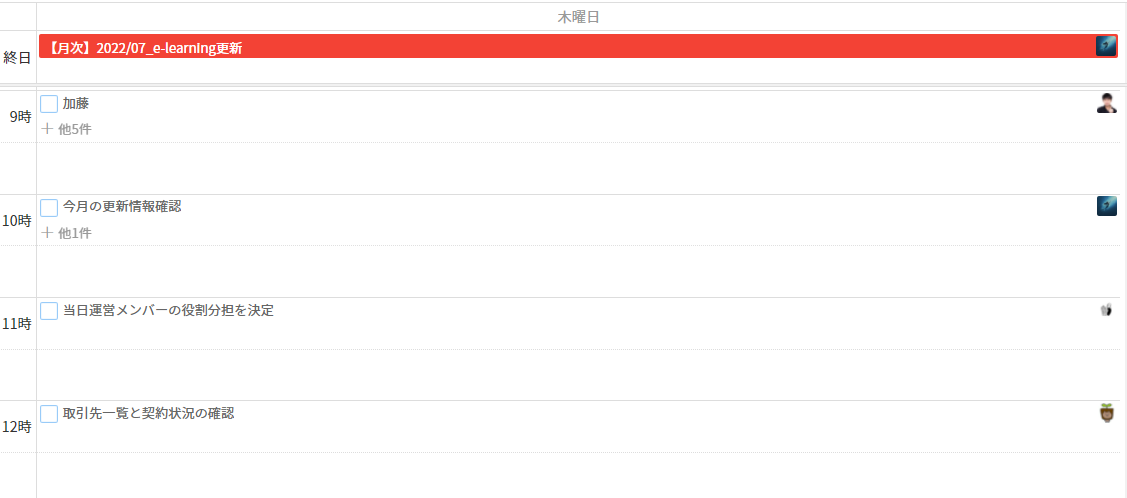 木曜日
終日
【月次】2022/07_e-learning更新
9時
加藤
＋ 他5件
10時
今月の更新情報確認
＋ 他1件
11時
当日運営メンバーの役割分担を決定
12時
取引先一覧と契約状況の確認